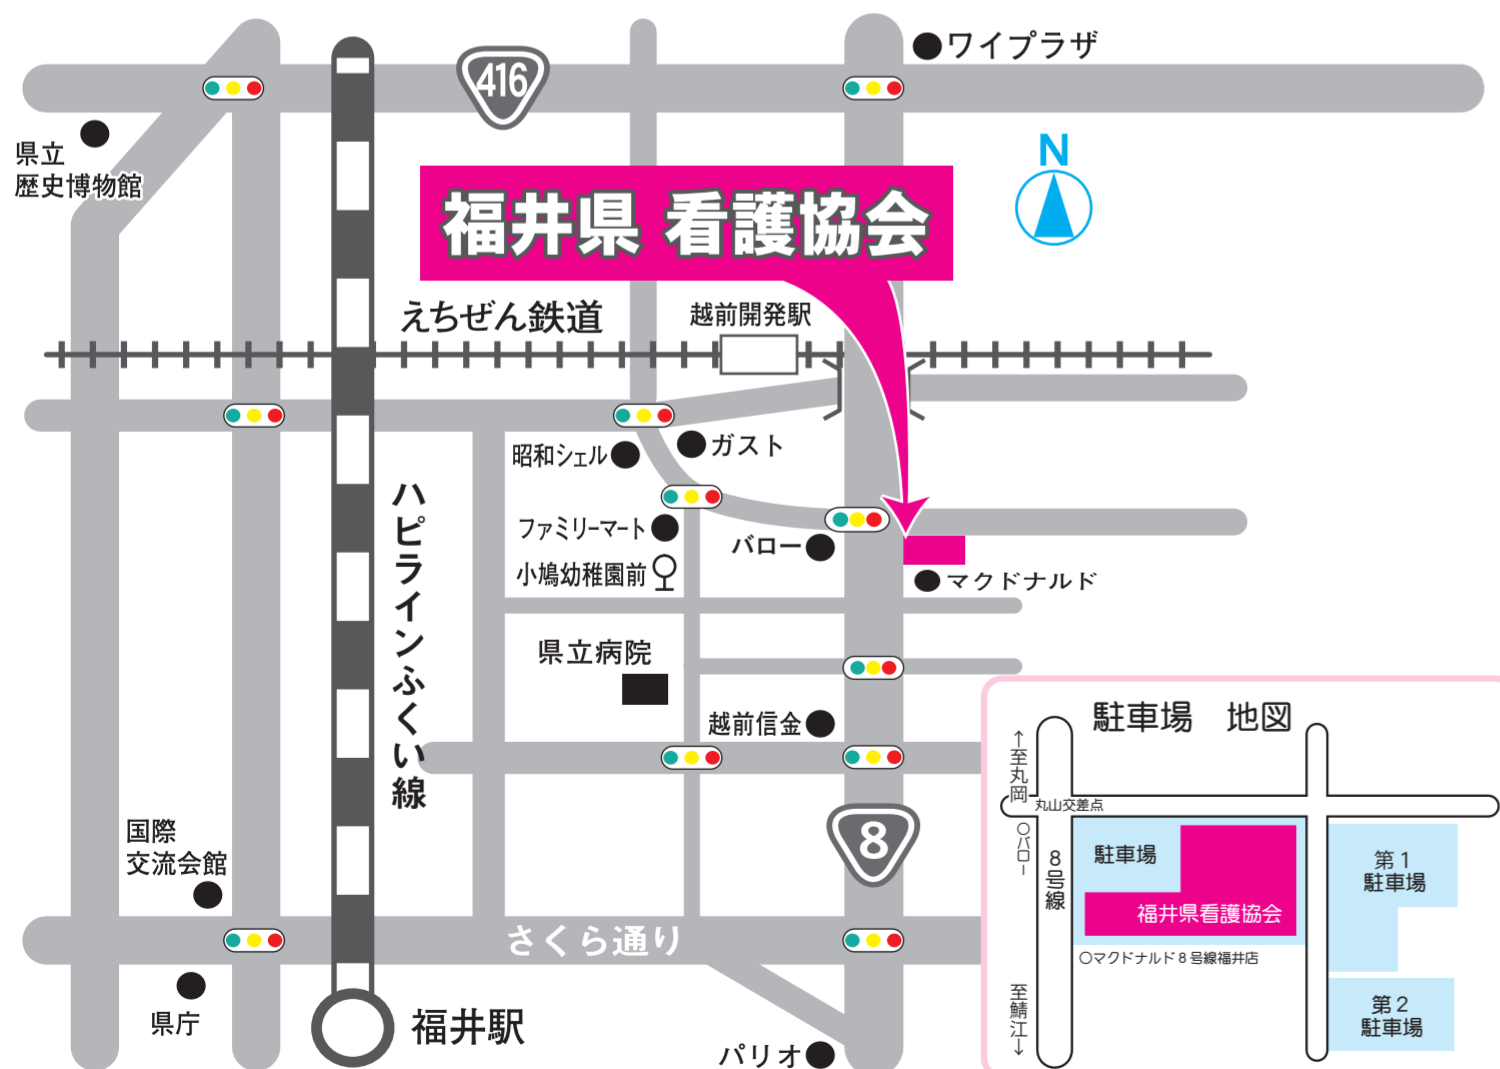 ワイプラザ
416
県立
歴史博物館
N
福井県 看護協会
えちぜん鉄道
越前開発駅
昭和シェル
ガスト
ハピラインふくい線
ファミリーマート
バロー
小鳩幼稚園前
マクドナルド
県立病院
越前信金
8
国際
交流会館
さくら通り
県庁
福井駅
パリオ
駐車場 地図
↑至丸岡
丸山交差点
○バロー
8号線
駐車場
福井県看護協会
第1
駐車場
○マクドナルド8号線福井店
至鯖江↓
第2
駐車場